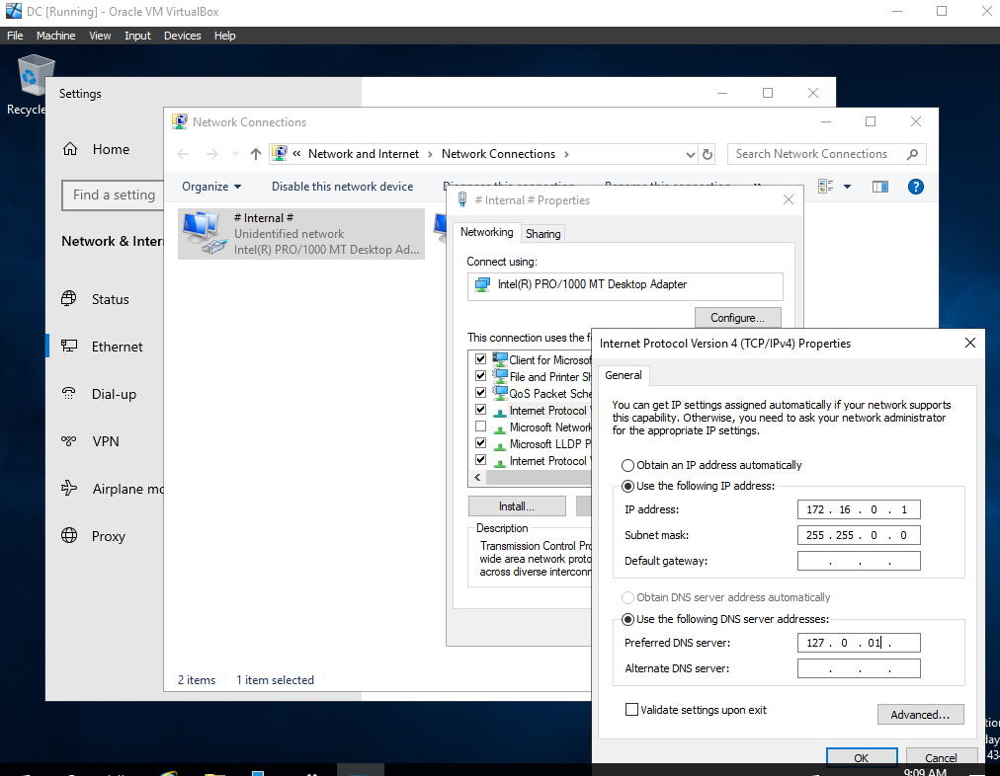 DC [Running] - Oracle VM VirtualBox
File Machine View Input Devices Help
Recycle
Settings
Home
Find a setting
Network & Inter
Status
Ethernet
Dial-up
VPN
Airplane mo
Proxy
Network Connections
« Network and Internet › Network Connections ›
Search Network Connections
Organize Disable this network device Diagnose this connection Rename this connection »
# Internal #
Unidentified network
Intel(R) PRO/1000 MT Desktop Ad...
2 items 1 item selected
# Internal # Properties
Networking Sharing
Connect using:
Intel(R) PRO/1000 MT Desktop Adapter
Configure...
This connection uses the f
Client for Microsof
File and Printer Sh
QoS Packet Sche
Internet Protocol V
Microsoft Network
Microsoft LLDP P
Internet Protocol V
Install...
Description
Transmission Control Pro
wide area network proto
across diverse interconn
Internet Protocol Version 4 (TCP/IPv4) Properties
General
You can get IP settings assigned automatically if your network supports
this capability. Otherwise, you need to ask your network administrator
for the appropriate IP settings.
Obtain an IP address automatically
Use the following IP address:
IP address: 172 . 16 . 0 . 1
Subnet mask: 255 . 255 . 0 . 0
Default gateway: . . .
Obtain DNS server address automatically
Use the following DNS server addresses:
Preferred DNS server: 127 . 0 . 01 .
Alternate DNS server: . . .
Validate settings upon exit
Advanced...
OK Cancel
9:09 AM